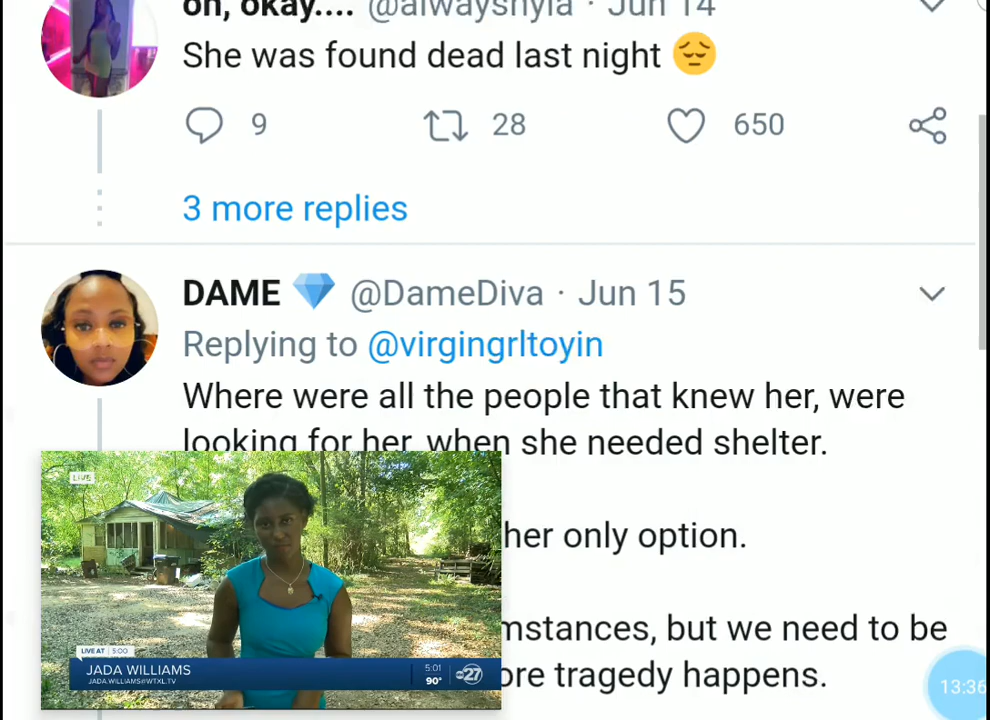 oh, okay.... @alwaysnyla · Jun 14
She was found dead last night 😔
9 28 650
3 more replies
DAME 💎 @DameDiva · Jun 15
Replying to @virgingrltoyin
Where were all the people that knew her, were
looking for her, when she needed shelter.
her only option.
mstances, but we need to be
ore tragedy happens.
LIVE
LIVE AT 5:00
JADA WILLIAMS
JADA.WILLIAMS@WTXL.TV
5:01
90°
abc 27
13:36